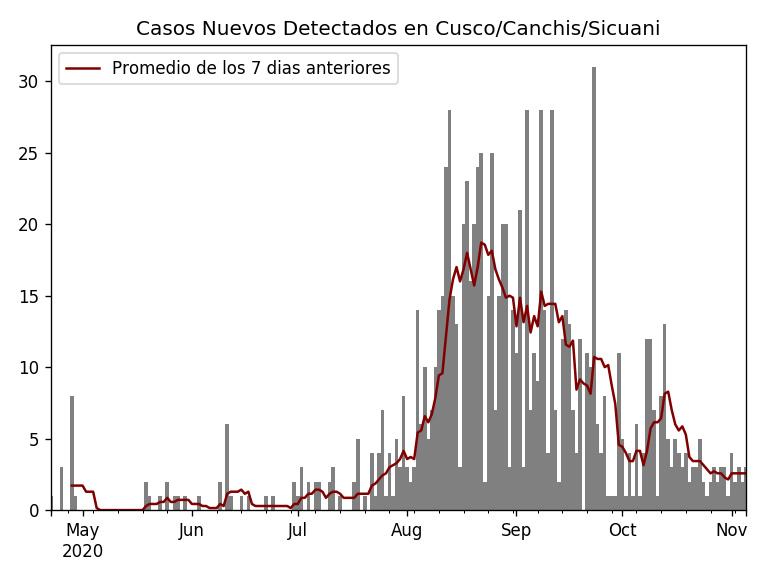 Casos Nuevos Detectados en Cusco/Canchis/Sicuani
Promedio de los 7 dias anteriores
30
25
20
15
10
5
0
May Jun Jul Aug Sep Oct Nov
2020